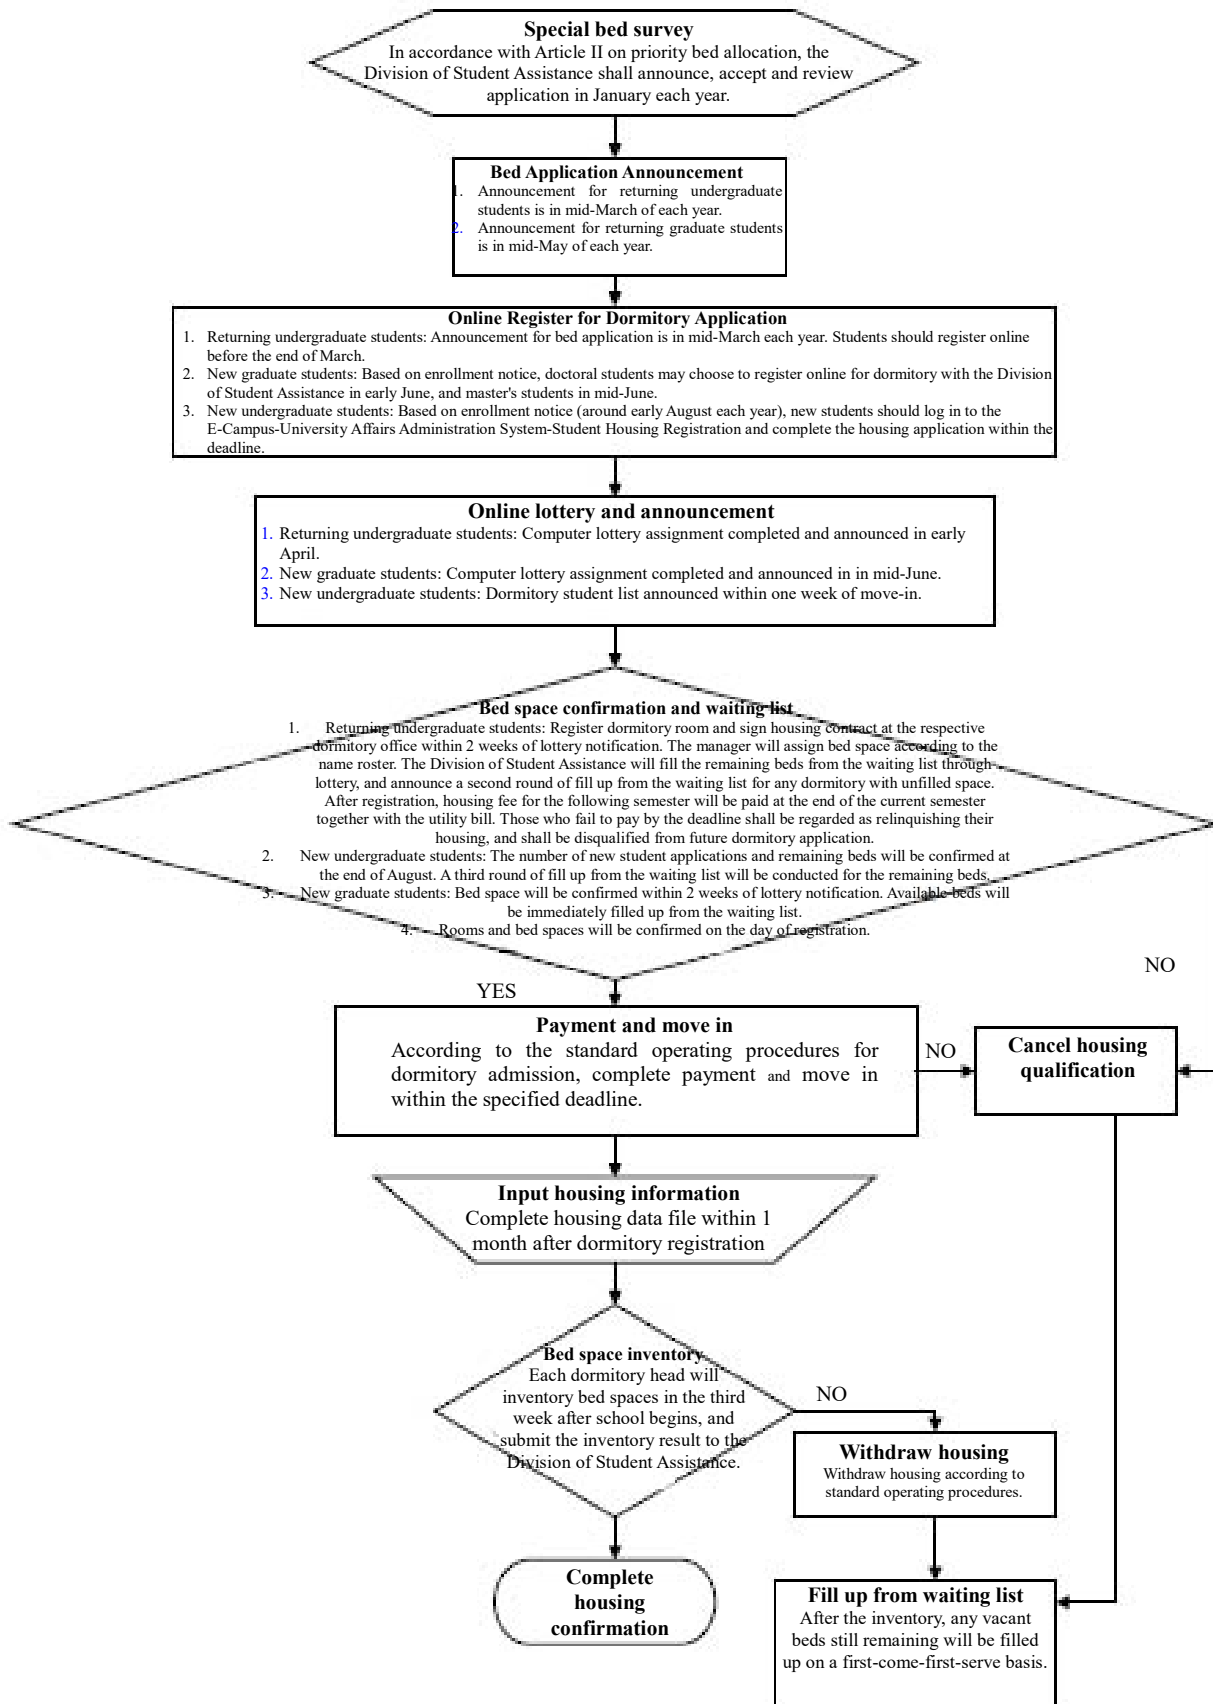 Special bed survey
In accordance with Article II on priority bed allocation, the
Division of Student Assistance shall announce, accept and review
application in January each year.
Bed Application Announcement
1. Announcement for returning undergraduate
students is in mid-March of each year.
2. Announcement for returning graduate students
is in mid-May of each year.
Online Register for Dormitory Application
1. Returning undergraduate students: Announcement for bed application is in mid-March each year. Students should register online
before the end of March.
2. New graduate students: Based on enrollment notice, doctoral students may choose to register online for dormitory with the Division
of Student Assistance in early June, and master's students in mid-June.
3. New undergraduate students: Based on enrollment notice (around early August each year), new students should log in to the
E-Campus-University Affairs Administration System-Student Housing Registration and complete the housing application within the
deadline.
Online lottery and announcement
1. Returning undergraduate students: Computer lottery assignment completed and announced in early
April.
2. New graduate students: Computer lottery assignment completed and announced in in mid-June.
3. New undergraduate students: Dormitory student list announced within one week of move-in.
Bed space confirmation and waiting list
1. Returning undergraduate students: Register dormitory room and sign housing contract at the respective
dormitory office within 2 weeks of lottery notification. The manager will assign bed space according to the
name roster. The Division of Student Assistance will fill the remaining beds from the waiting list through
lottery, and announce a second round of fill up from the waiting list for any dormitory with unfilled space.
After registration, housing fee for the following semester will be paid at the end of the current semester
together with the utility bill. Those who fail to pay by the deadline shall be regarded as relinquishing their
housing, and shall be disqualified from future dormitory application.
2. New undergraduate students: The number of new student applications and remaining beds will be confirmed at
the end of August. A third round of fill up from the waiting list will be conducted for the remaining beds.
3. New graduate students: Bed space will be confirmed within 2 weeks of lottery notification. Available beds will
be immediately filled up from the waiting list.
4. Rooms and bed spaces will be confirmed on the day of registration.
NO
YES
Payment and move in
According to the standard operating procedures for
dormitory admission, complete payment and move in
within the specified deadline.
NO
Cancel housing
qualification
Input housing information
Complete housing data file within 1
month after dormitory registration
Bed space inventory
Each dormitory head will
inventory bed spaces in the third
week after school begins, and
submit the inventory result to the
Division of Student Assistance.
NO
Withdraw housing
Withdraw housing according to
standard operating procedures.
Complete
housing
confirmation
Fill up from waiting list
After the inventory, any vacant
beds still remaining will be filled
up on a first-come-first-serve basis.